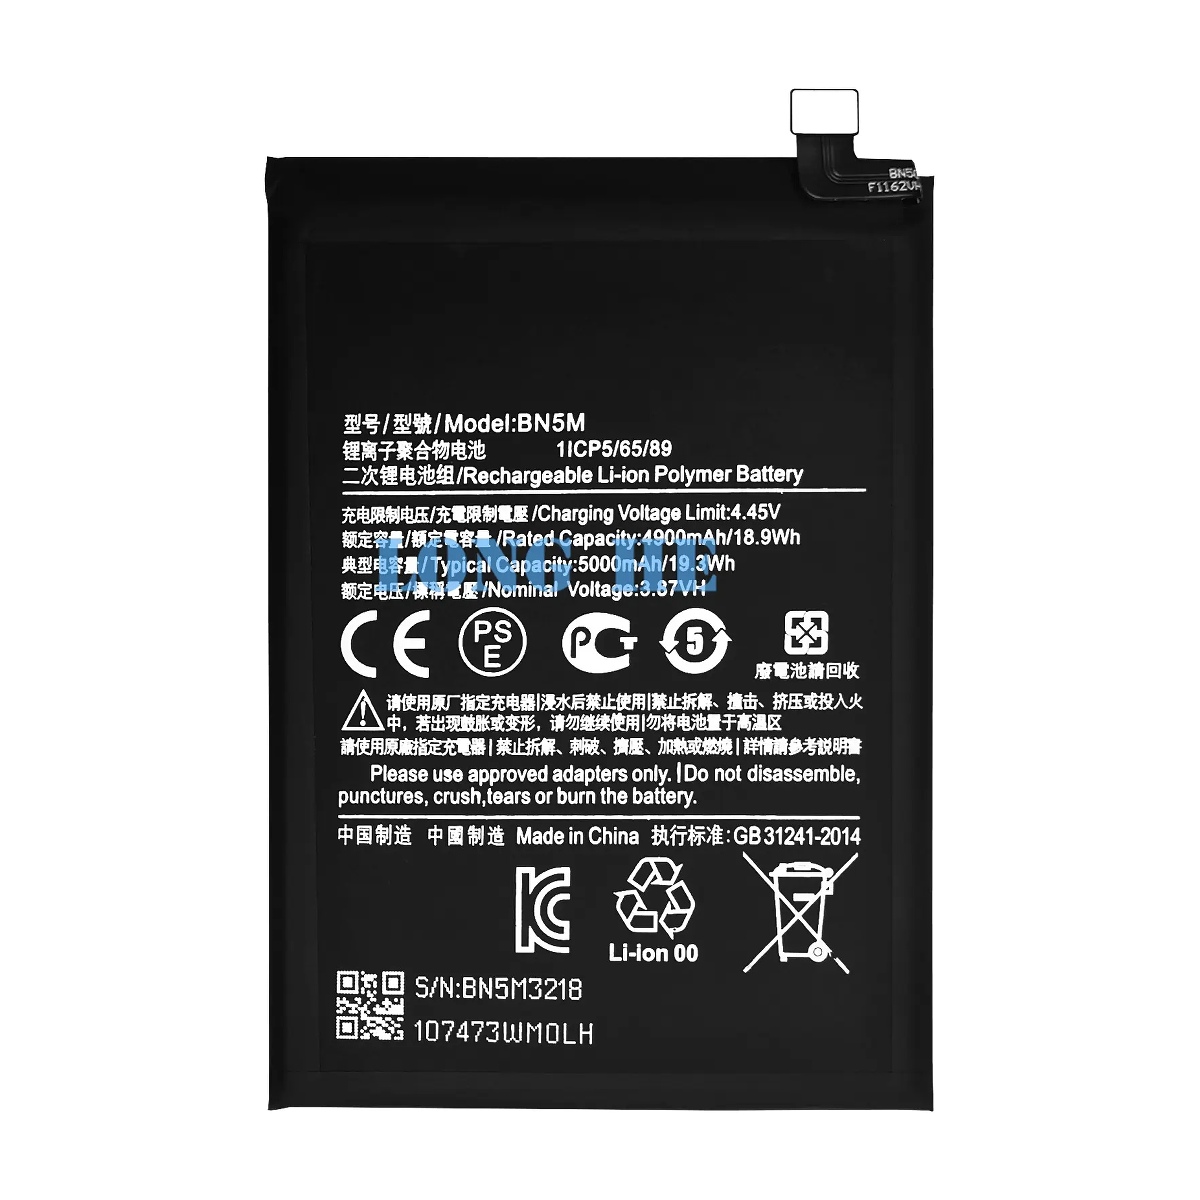 BN5
F1162UH
型号/型號/Model:BN5M
锂离子聚合物电池 1ICP5/65/89
二次锂电池组/Rechargeable Li-ion Polymer Battery
充电限制电压/充電限制電壓/Charging Voltage Limit:4.45V
额定容量/額定電容量/Rated Capacity:4900mAh/18.9Wh
典型电容量/Typical Capacity:5000mAh/19.3Wh
LONG HE
额定电压/標稱電壓/Nominal Voltage:3.87VH
CE PS E PCT 5
廢電池請回收
请使用原厂指定充电器|浸水后禁止使用|禁止拆解、撞击、挤压或投入火
中，若出现鼓胀或变形，请勿继续使用|勿将电池置于高温区
請使用原廠指定充電器|禁止拆解、刺破、擠壓、加熱或燃燒|詳情請參考説明書
Please use approved adapters only. |Do not disassemble,
punctures, crush,tears or burn the battery.
中国制造 中國製造 Made in China 执行标准:GB 31241-2014
Li-ion 00
S/N:BN5M3218
107473WM0LH